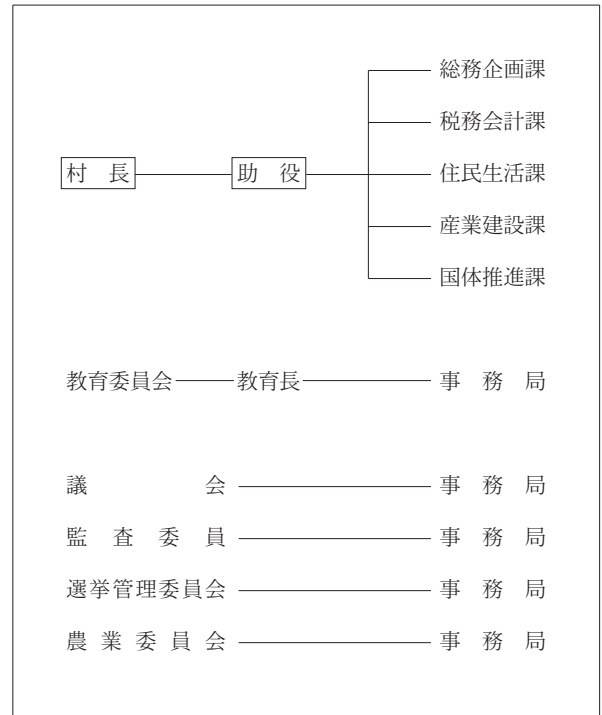 総務企画課
税務会計課
村長 助役 住民生活課
産業建設課
国体推進課
教育委員会 教育長 事務局
議会 事務局
監査委員 事務局
選挙管理委員会 事務局
農業委員会 事務局